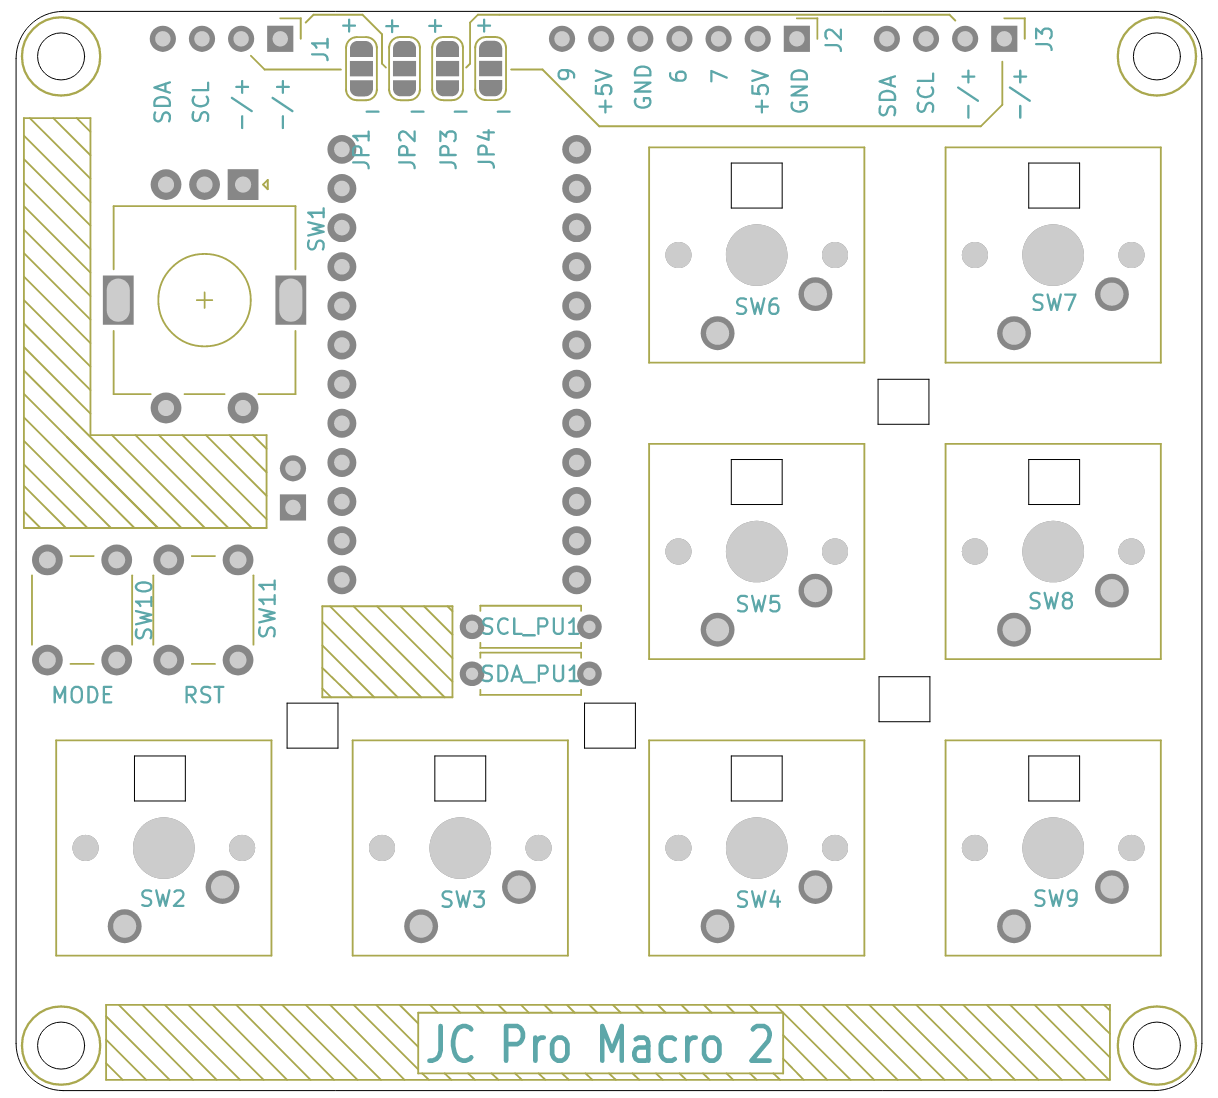 + + + +
J1
J2
J3
SDA SCL -/+ -/+
9 +5V GND 6 7 +5V GND
SDA SCL -/+ -/+
- - - -
JP1 JP2 JP3 JP4
SW1
SW6
SW7
SW5
SW8
SW10
SW11
SCL_PU1
SDA_PU1
MODE
RST
SW2
SW3
SW4
SW9
JC Pro Macro 2